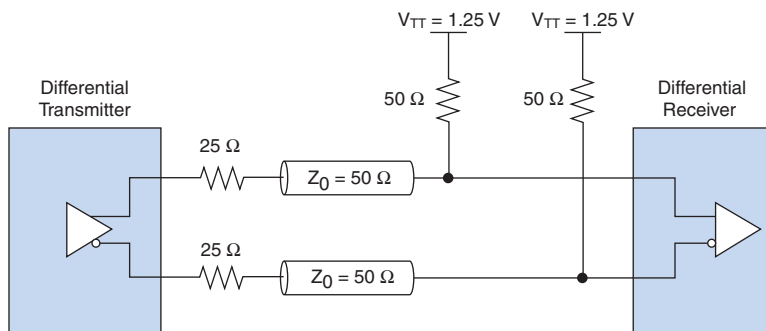 V_TT = 1.25 V
V_TT = 1.25 V
Differential
Transmitter
50 Ω
50 Ω
Differential
Receiver
25 Ω
Z_0 = 50 Ω
25 Ω
Z_0 = 50 Ω